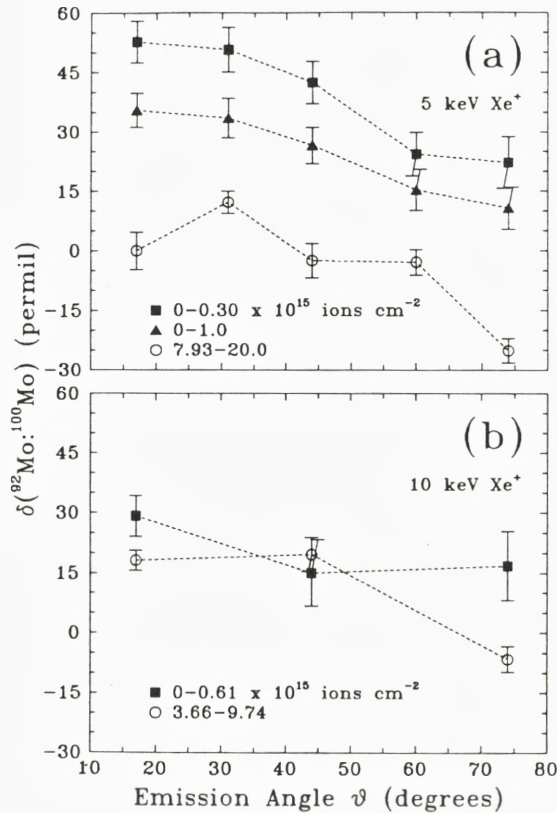 60
45
30
15
0
-15
-30
(a)
5 keV Xe⁺
■ 0-0.30 x 10¹⁵ ions cm⁻²
▲ 0-1.0
○ 7.93-20.0
δ(⁹²Mo:¹⁰⁰Mo) (permil)
60
45
30
15
0
-15
-30
(b)
10 keV Xe⁺
■ 0-0.61 x 10¹⁵ ions cm⁻²
○ 3.66-9.74
10 20 30 40 50 60 70 80
Emission Angle ϑ (degrees)